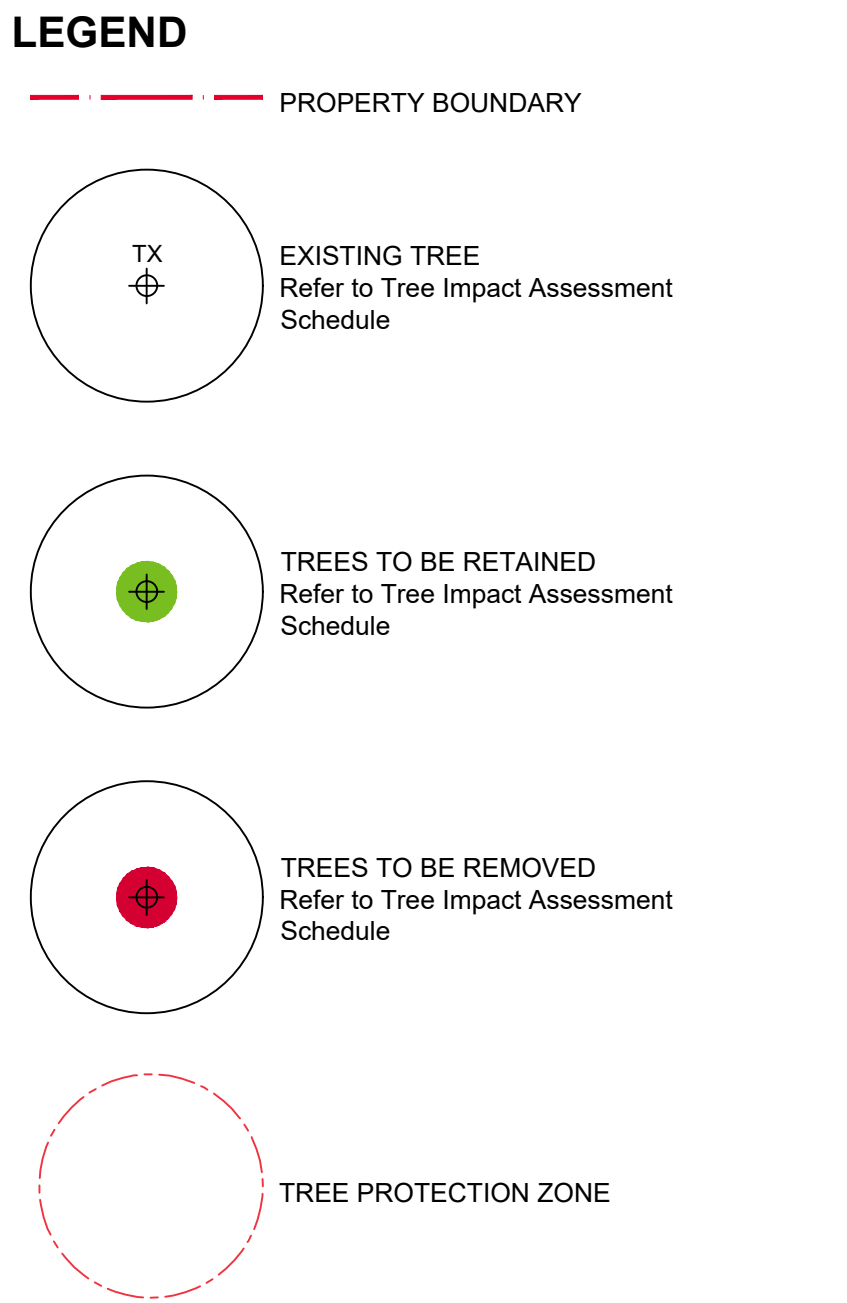 LEGEND
PROPERTY BOUNDARY
TX
EXISTING TREE
Refer to Tree Impact Assessment
Schedule
TREES TO BE RETAINED
Refer to Tree Impact Assessment
Schedule
TREES TO BE REMOVED
Refer to Tree Impact Assessment
Schedule
TREE PROTECTION ZONE